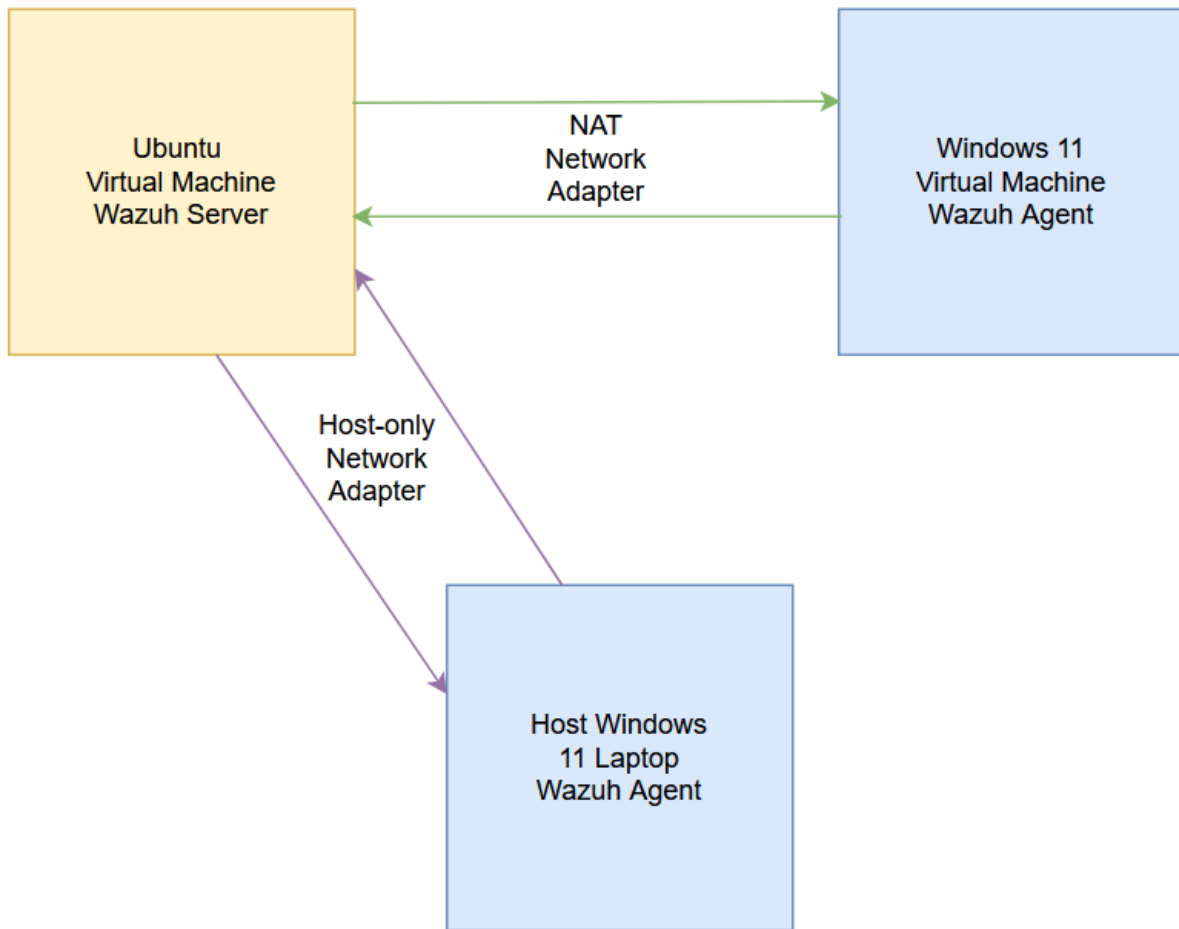 Ubuntu
Virtual Machine
Wazuh Server
NAT
Network
Adapter
Windows 11
Virtual Machine
Wazuh Agent
Host-only
Network
Adapter
Host Windows
11 Laptop
Wazuh Agent